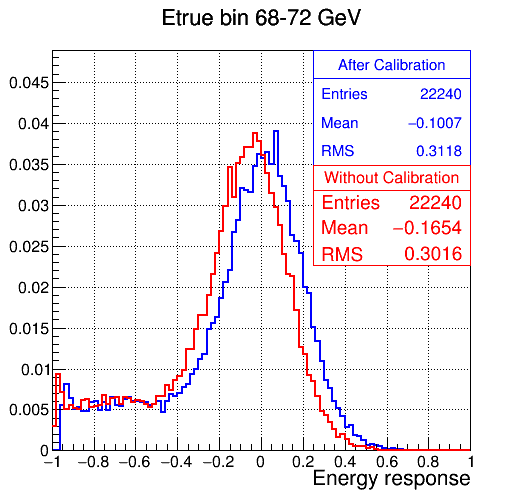 Etrue bin 68-72 GeV
After Calibration
Entries 22240
Mean −0.1007
RMS 0.3118
Without Calibration
Entries 22240
Mean −0.1654
RMS 0.3016
0.045
0.04
0.035
0.03
0.025
0.02
0.015
0.01
0.005
0
−1 −0.8 −0.6 −0.4 −0.2 0 0.2 0.4 0.6 0.8 1
Energy response